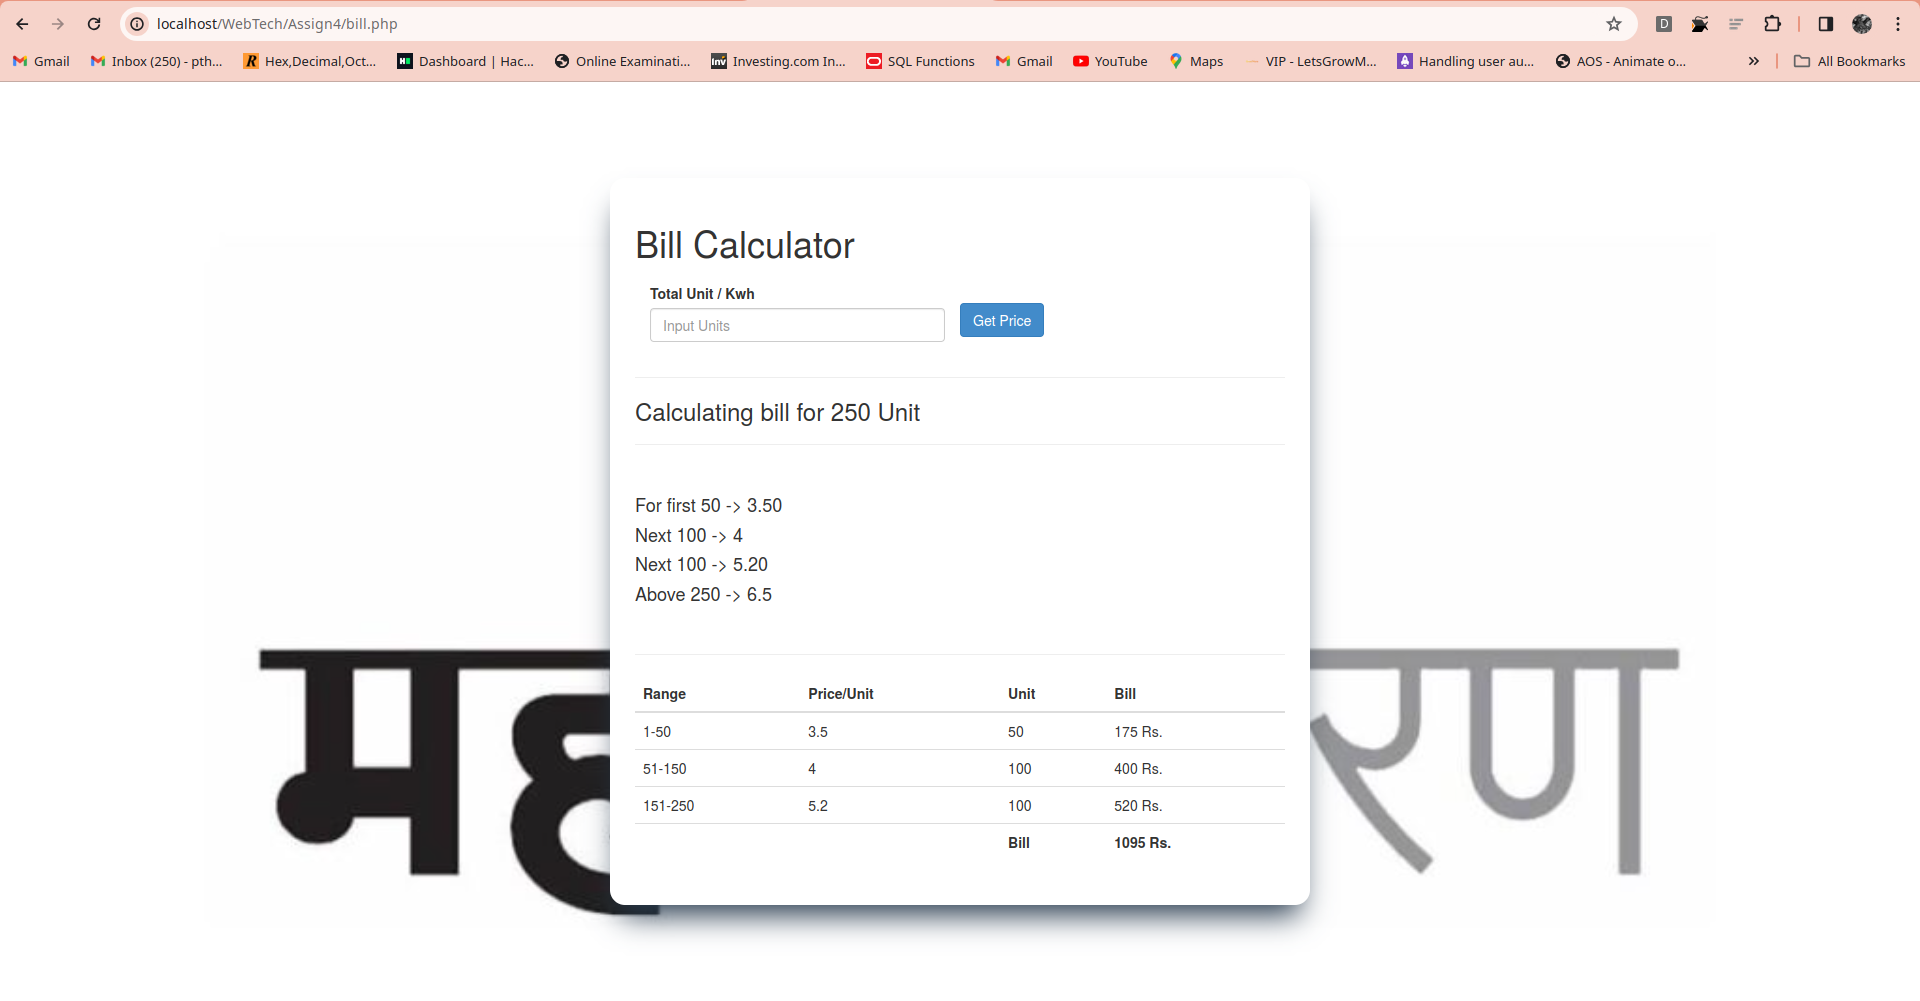 localhost/WebTech/Assign4/bill.php
D
Gmail Inbox (250) - pth... R Hex,Decimal,Oct... Dashboard | Hac... Online Examinati... Inv Investing.com In... SQL Functions Gmail YouTube Maps VIP - LetsGrowM... Handling user au... AOS - Animate o... » All Bookmarks
Bill Calculator
Total Unit / Kwh
Input Units Get Price
Calculating bill for 250 Unit
For first 50 -> 3.50
Next 100 -> 4
Next 100 -> 5.20
Above 250 -> 6.5
Range Price/Unit Unit Bill
1-50 3.5 50 175 Rs.
51-150 4 100 400 Rs.
151-250 5.2 100 520 Rs.
Bill 1095 Rs.